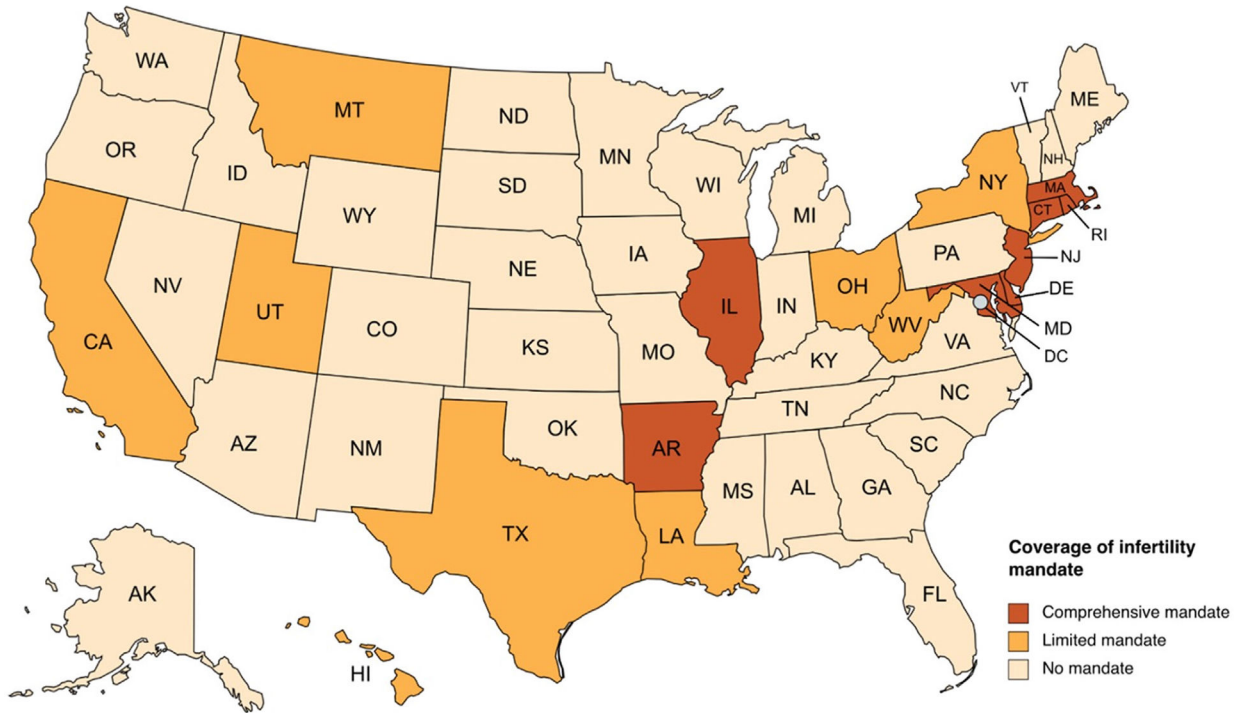 WA
MT
ND
MN
VT
ME
OR
ID
SD
WI
MI
NY
NH
MA
CT
RI
WY
IA
NE
PA
NJ
NV
UT
CO
IL
IN
OH
DE
WV
MD
DC
CA
KS
MO
KY
VA
AZ
NM
OK
AR
TN
NC
SC
MS
AL
GA
TX
LA
FL
AK
HI
Coverage of infertility
mandate
Comprehensive mandate
Limited mandate
No mandate